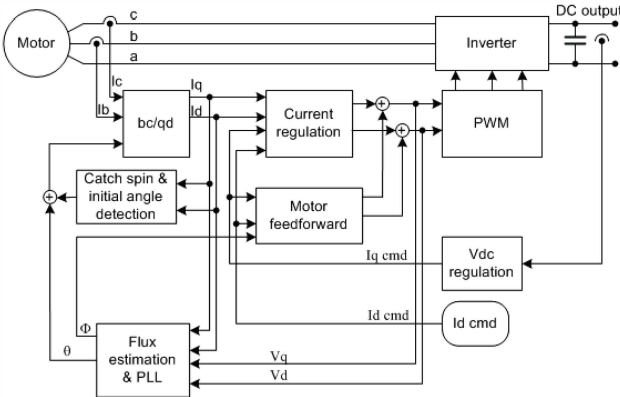 DC output
c
Motor
b
Inverter
a
Ic
Iq
Ib
bc/qd
Id
Current
regulation
PWM
Catch spin &
initial angle
detection
Motor
feedforward
Iq cmd
Vdc
regulation
Id cmd
Id cmd
Φ
θ
Flux
estimation
& PLL
Vq
Vd